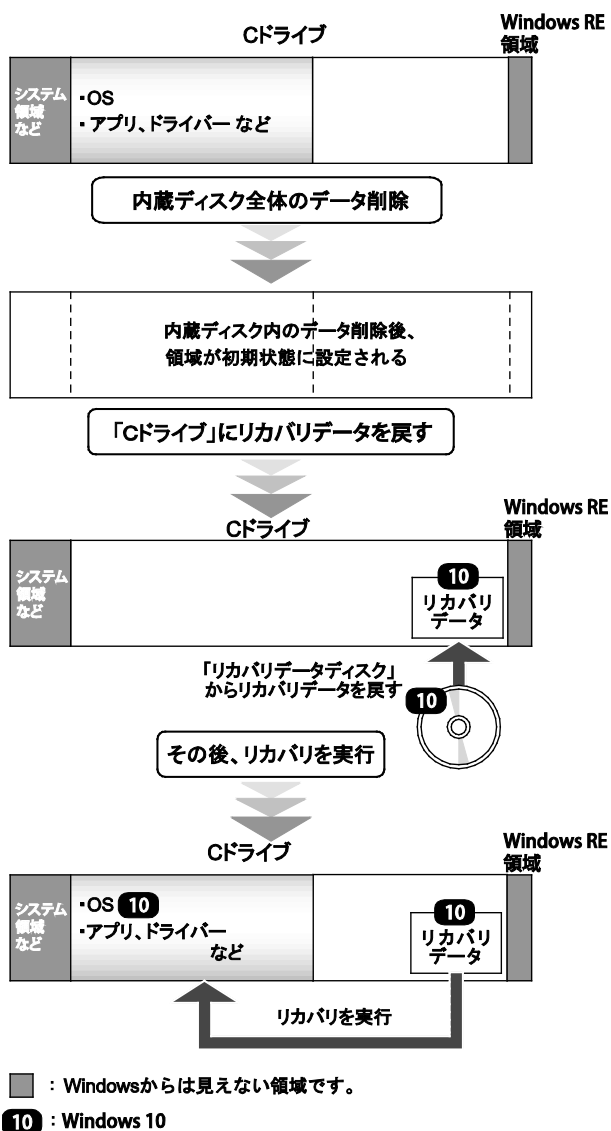 Cドライブ
Windows RE
領域
システム
領域
など
・OS
・アプリ、ドライバー など
内蔵ディスク全体のデータ削除
内蔵ディスク内のデータ削除後、
領域が初期状態に設定される
「Cドライブ」にリカバリデータを戻す
Cドライブ
Windows RE
領域
システム
領域
など
10
リカバリ
データ
「リカバリデータディスク」
からリカバリデータを戻す
10
その後、リカバリを実行
Cドライブ
Windows RE
領域
システム
領域
など
・OS 10
・アプリ、ドライバー
など
10
リカバリ
データ
リカバリを実行
：Windowsからは見えない領域です。
10：Windows 10